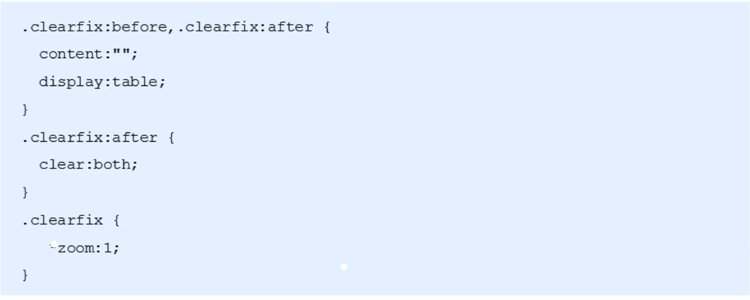 .clearfix:before,.clearfix:after {
content:"";
display:table;
}
.clearfix:after {
clear:both;
}
.clearfix {
zoom:1;
}